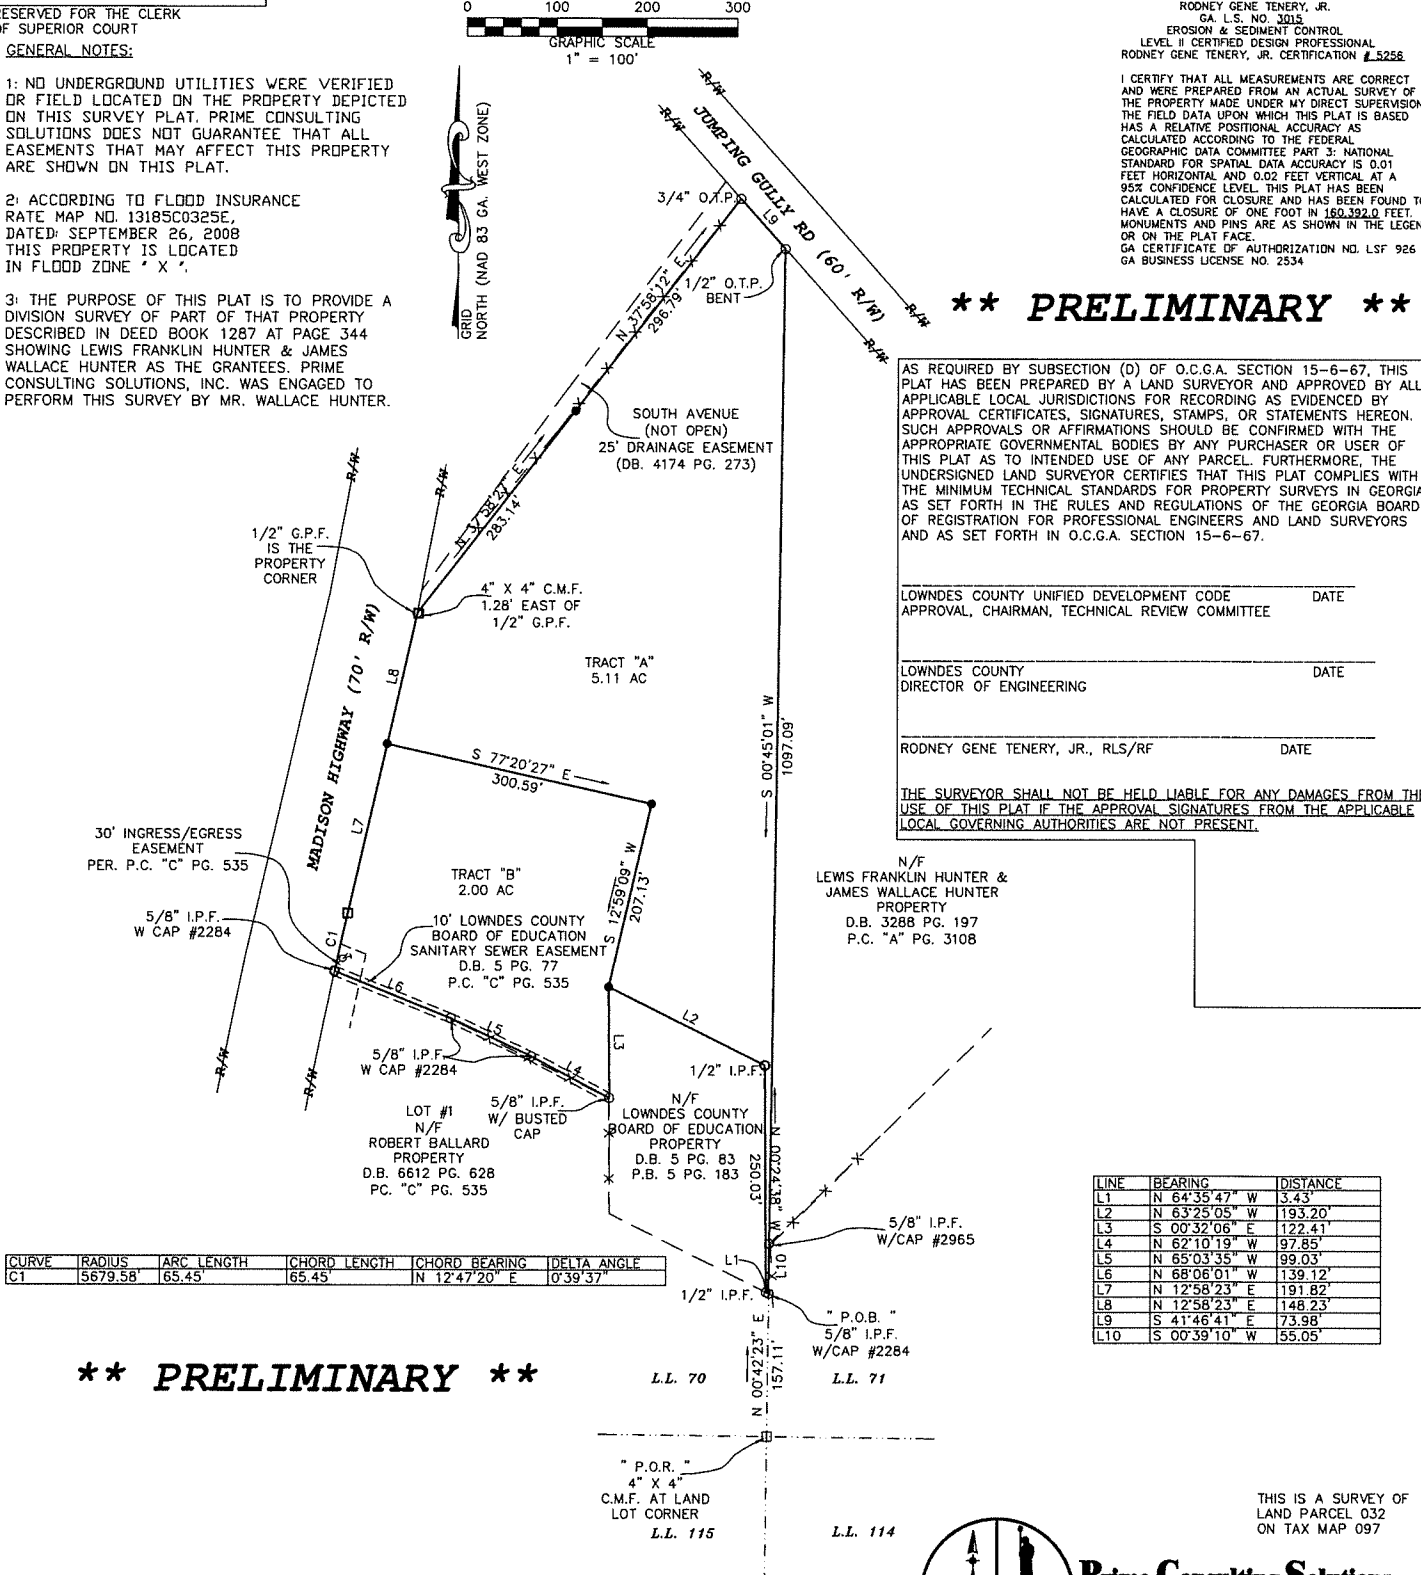 RESERVED FOR THE CLERK
OF SUPERIOR COURT
GENERAL NOTES:
1: NO UNDERGROUND UTILITIES WERE VERIFIED
OR FIELD LOCATED ON THE PROPERTY DEPICTED
ON THIS SURVEY PLAT. PRIME CONSULTING
SOLUTIONS DOES NOT GUARANTEE THAT ALL
EASEMENTS THAT MAY AFFECT THIS PROPERTY
ARE SHOWN ON THIS PLAT.
2: ACCORDING TO FLOOD INSURANCE
RATE MAP NO. 13185C0325E,
DATED: SEPTEMBER 26, 2008
THIS PROPERTY IS LOCATED
IN FLOOD ZONE " X ".
3: THE PURPOSE OF THIS PLAT IS TO PROVIDE A
DIVISION SURVEY OF PART OF THAT PROPERTY
DESCRIBED IN DEED BOOK 1287 AT PAGE 344
SHOWING LEWIS FRANKLIN HUNTER & JAMES
WALLACE HUNTER AS THE GRANTEES. PRIME
CONSULTING SOLUTIONS, INC. WAS ENGAGED TO
PERFORM THIS SURVEY BY MR. WALLACE HUNTER.
0 100 200 300
GRAPHIC SCALE
1" = 100'
GRID
NORTH (NAD 83 GA. WEST ZONE)
RODNEY GENE TENERY, JR.
GA. L.S. NO. 3015
EROSION & SEDIMENT CONTROL
LEVEL II CERTIFIED DESIGN PROFESSIONAL
RODNEY GENE TENERY, JR. CERTIFICATION # 5256
I CERTIFY THAT ALL MEASUREMENTS ARE CORRECT
AND WERE PREPARED FROM AN ACTUAL SURVEY OF
THE PROPERTY MADE UNDER MY DIRECT SUPERVISION
THE FIELD DATA UPON WHICH THIS PLAT IS BASED
HAS A RELATIVE POSITIONAL ACCURACY AS
CALCULATED ACCORDING TO THE FEDERAL
GEOGRAPHIC DATA COMMITTEE PART 3: NATIONAL
STANDARD FOR SPATIAL DATA ACCURACY IS 0.01
FEET HORIZONTAL AND 0.02 FEET VERTICAL AT A
95% CONFIDENCE LEVEL. THIS PLAT HAS BEEN
CALCULATED FOR CLOSURE AND HAS BEEN FOUND TO
HAVE A CLOSURE OF ONE FOOT IN 160,392.0 FEET.
MONUMENTS AND PINS ARE AS SHOWN IN THE LEGEN
OR ON THE PLAT FACE.
GA CERTIFICATE OF AUTHORIZATION NO. LSF 926
GA BUSINESS LICENSE NO. 2534
** PRELIMINARY **
AS REQUIRED BY SUBSECTION (D) OF O.C.G.A. SECTION 15-6-67, THIS
PLAT HAS BEEN PREPARED BY A LAND SURVEYOR AND APPROVED BY ALL
APPLICABLE LOCAL JURISDICTIONS FOR RECORDING AS EVIDENCED BY
APPROVAL CERTIFICATES, SIGNATURES, STAMPS, OR STATEMENTS HEREON.
SUCH APPROVALS OR AFFIRMATIONS SHOULD BE CONFIRMED WITH THE
APPROPRIATE GOVERNMENTAL BODIES BY ANY PURCHASER OR USER OF
THIS PLAT AS TO INTENDED USE OF ANY PARCEL. FURTHERMORE, THE
UNDERSIGNED LAND SURVEYOR CERTIFIES THAT THIS PLAT COMPLIES WITH
THE MINIMUM TECHNICAL STANDARDS FOR PROPERTY SURVEYS IN GEORGIA
AS SET FORTH IN THE RULES AND REGULATIONS OF THE GEORGIA BOARD
OF REGISTRATION FOR PROFESSIONAL ENGINEERS AND LAND SURVEYORS
AND AS SET FORTH IN O.C.G.A. SECTION 15-6-67.
LOWNDES COUNTY UNIFIED DEVELOPMENT CODE DATE
APPROVAL, CHAIRMAN, TECHNICAL REVIEW COMMITTEE
LOWNDES COUNTY DATE
DIRECTOR OF ENGINEERING
RODNEY GENE TENERY, JR., RLS/RF DATE
THE SURVEYOR SHALL NOT BE HELD LIABLE FOR ANY DAMAGES FROM THE
USE OF THIS PLAT IF THE APPROVAL SIGNATURES FROM THE APPLICABLE
LOCAL GOVERNING AUTHORITIES ARE NOT PRESENT.
R/W
R/W
JUMPING GULLY RD (60' R/W)
R/W
R/W
3/4" O.T.P.
L9
1/2" O.T.P.
BENT
N 37°58'12" E
296.79'
SOUTH AVENUE
(NOT OPEN)
25' DRAINAGE EASEMENT
(DB. 4174 PG. 273)
N 37°58'27" E
283.14'
R/W
R/W
1/2" G.P.F.
IS THE
PROPERTY
CORNER
4" X 4" C.M.F.
1.28' EAST OF
1/2" G.P.F.
MADISON HIGHWAY (70' R/W)
L8
TRACT "A"
5.11 AC
S 00°45'01" W
1097.09'
S 77°20'27" E
300.59'
L7
30' INGRESS/EGRESS
EASEMENT
PER. P.C. "C" PG. 535
TRACT "B"
2.00 AC
S 12°59'09" W
207.13'
5/8" I.P.F.
W CAP #2284
C1
10' LOWNDES COUNTY
BOARD OF EDUCATION
SANITARY SEWER EASEMENT
D.B. 5 PG. 77
P.C. "C" PG. 535
N/F
LEWIS FRANKLIN HUNTER &
JAMES WALLACE HUNTER
PROPERTY
D.B. 3288 PG. 197
P.C. "A" PG. 3108
L6
L5
L4
L3
L2
R/W
R/W
5/8" I.P.F.
W CAP #2284
1/2" I.P.F.
5/8" I.P.F.
W/ BUSTED
CAP
LOT #1
N/F
ROBERT BALLARD
PROPERTY
D.B. 6612 PG. 628
PC. "C" PG. 535
N/F
LOWNDES COUNTY
BOARD OF EDUCATION
PROPERTY
D.B. 5 PG. 83
P.B. 5 PG. 183
250.03'
N 00°24'38" W
5/8" I.P.F.
W/CAP #2965
L1
L10
1/2" I.P.F.
" P.O.B. "
5/8" I.P.F.
W/CAP #2284
N 00°42'23" E
157.11'
CURVE RADIUS ARC LENGTH CHORD LENGTH CHORD BEARING DELTA ANGLE
C1 5679.58' 65.45' 65.45' N 12°47'20" E 0°39'37"
LINE BEARING DISTANCE
L1 N 64°35'47" W 3.43'
L2 N 63°25'05" W 193.20'
L3 S 00°32'06" E 122.41'
L4 N 62°10'19" W 97.85'
L5 N 65°03'35" W 99.03'
L6 N 68°06'01" W 139.12'
L7 N 12°58'23" E 191.82'
L8 N 12°58'23" E 148.23'
L9 S 41°46'41" E 73.98'
L10 S 00°39'10" W 55.05'
** PRELIMINARY **
L.L. 70 L.L. 71
" P.O.R. "
4" X 4"
C.M.F. AT LAND
LOT CORNER
L.L. 115 L.L. 114
THIS IS A SURVEY OF
LAND PARCEL 032
ON TAX MAP 097
Prime Consulting Solutions